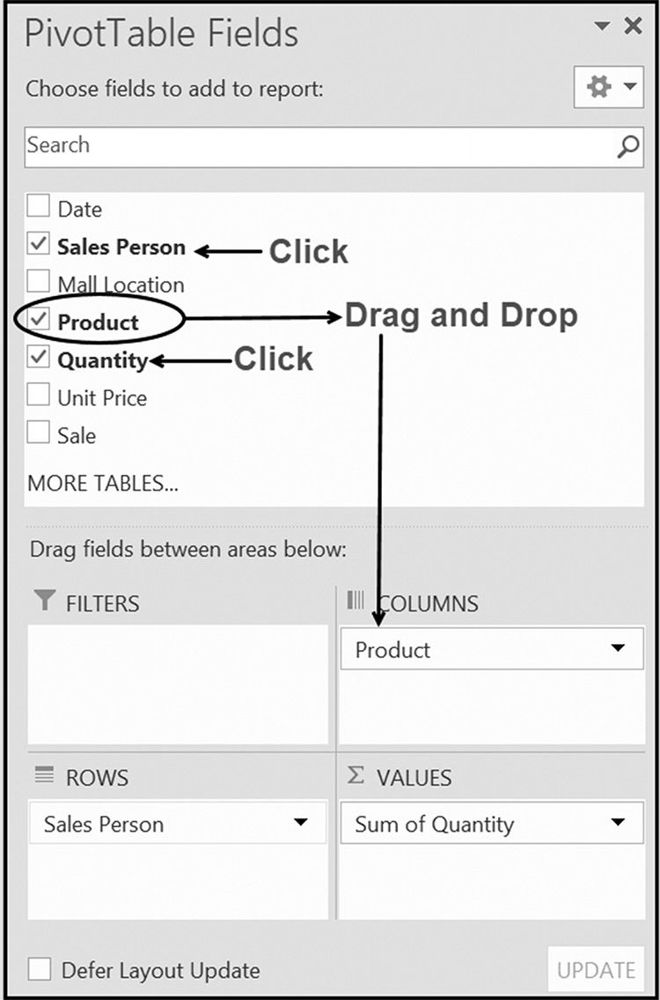 PivotTable Fields
Choose fields to add to report:
Search
Date
Sales Person Click
Mall Location
Product Drag and Drop
Quantity Click
Unit Price
Sale
MORE TABLES...
Drag fields between areas below:
FILTERS COLUMNS
Product
ROWS Σ VALUES
Sales Person Sum of Quantity
Defer Layout Update UPDATE